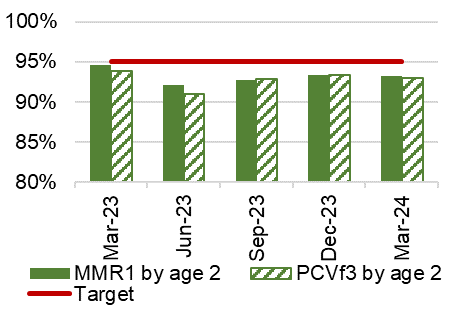 100%
95%
90%
85%
80%
Mar-23
Jun-23
Sep-23
Dec-23
Mar-24
MMR1 by age 2
PCVf3 by age 2
Target